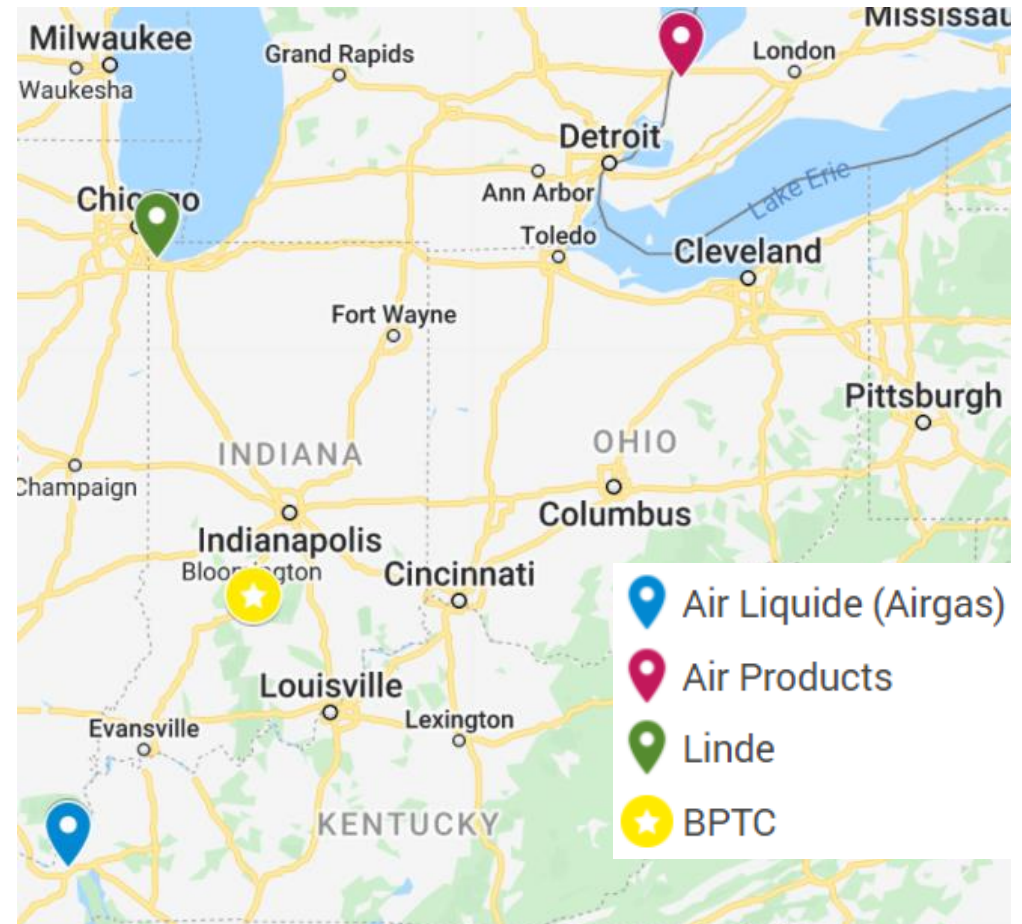 Mississau
Milwaukee
Grand Rapids
London
Waukesha
Detroit
Ann Arbor
Lake Erie
Chicago
Toledo
Cleveland
Fort Wayne
Pittsburgh
INDIANA
OHIO
Champaign
Columbus
Indianapolis
Bloomington
Cincinnati
Air Liquide (Airgas)
Air Products
Louisville
Lexington
Evansville
Linde
KENTUCKY
BPTC